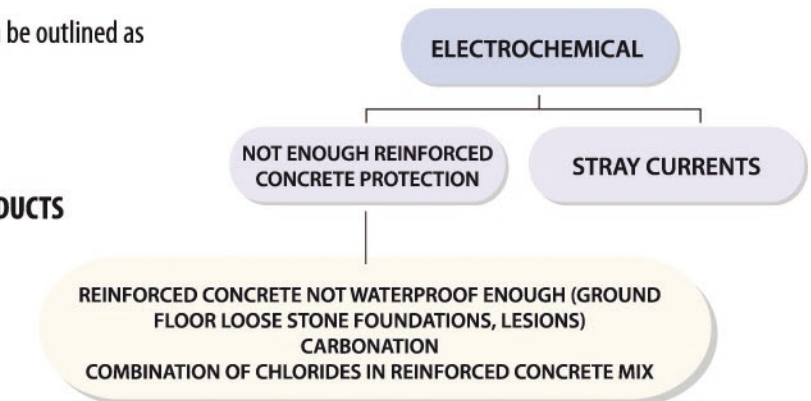 be outlined as
DUCTS
ELECTROCHEMICAL
NOT ENOUGH REINFORCED
CONCRETE PROTECTION
STRAY CURRENTS
REINFORCED CONCRETE NOT WATERPROOF ENOUGH (GROUND
FLOOR LOOSE STONE FOUNDATIONS, LESIONS)
CARBONATION
COMBINATION OF CHLORIDES IN REINFORCED CONCRETE MIX